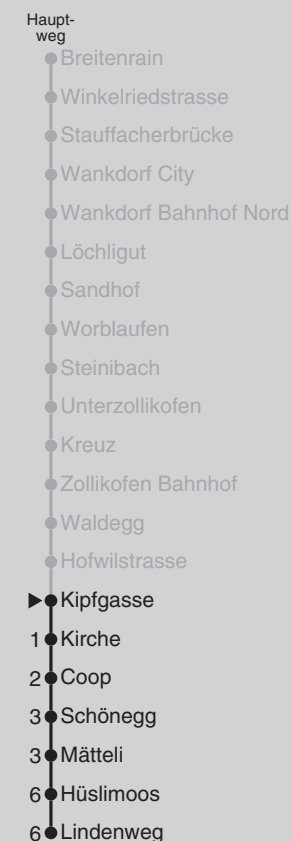 Haupt-
weg
Breitenrain
Winkelriedstrasse
Stauffacherbrücke
Wankdorf City
Wankdorf Bahnhof Nord
Löchligut
Sandhof
Worblaufen
Steinibach
Unterzollikofen
Kreuz
Zollikofen Bahnhof
Waldegg
Hofwilstrasse
Kipfgasse
1 Kirche
2 Coop
3 Schönegg
3 Mätteli
6 Hüslimoos
6 Lindenweg